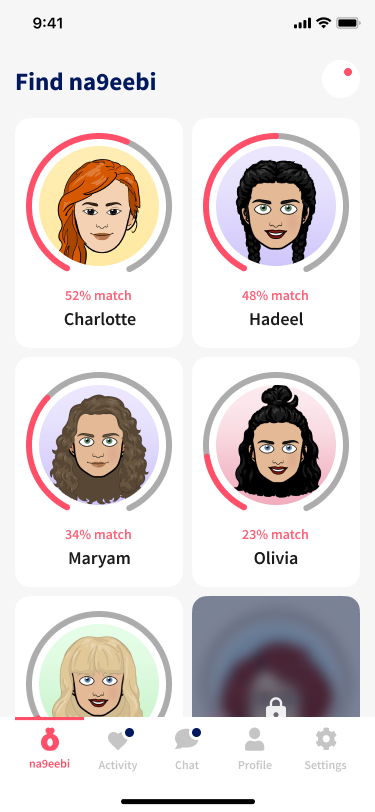 9:41
Find na9eebi
52% match
Charlotte
48% match
Hadeel
34% match
Maryam
23% match
Olivia
na9eebi
Activity
Chat
Profile
Settings